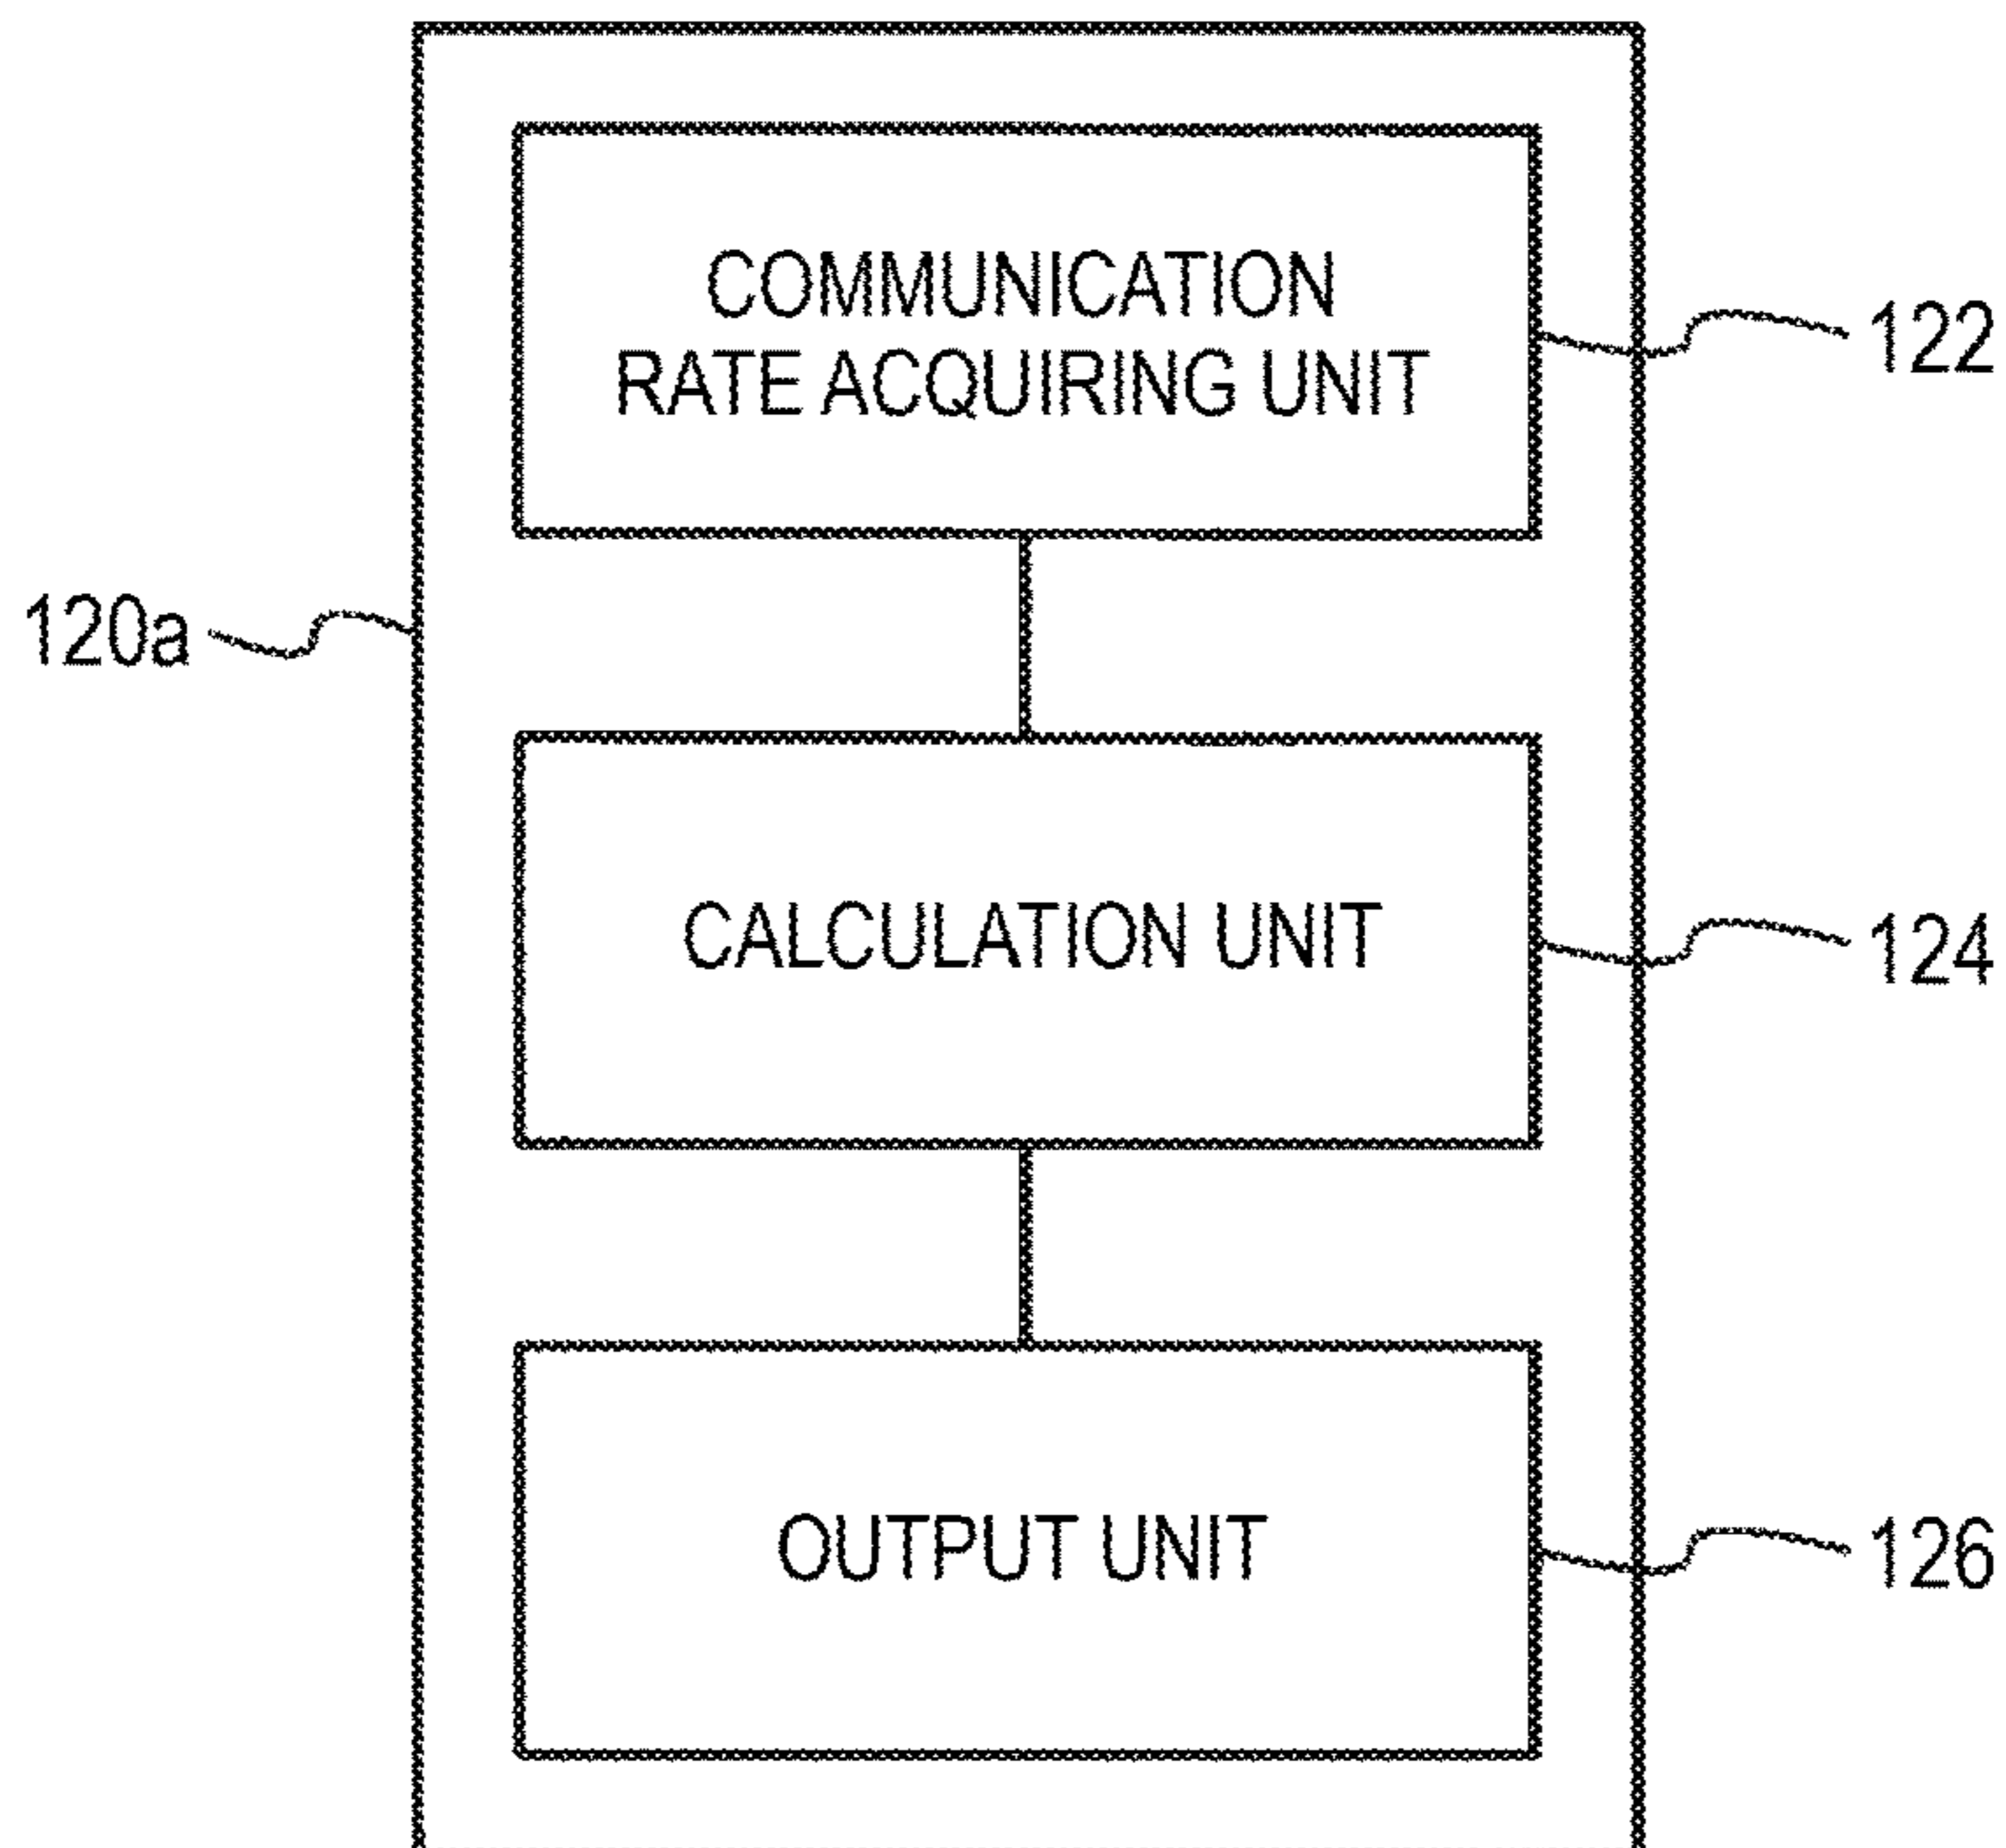 COMMUNICATION
RATE ACQUIRING UNIT
122
120a
CALCULATION UNIT
124
OUTPUT UNIT
126